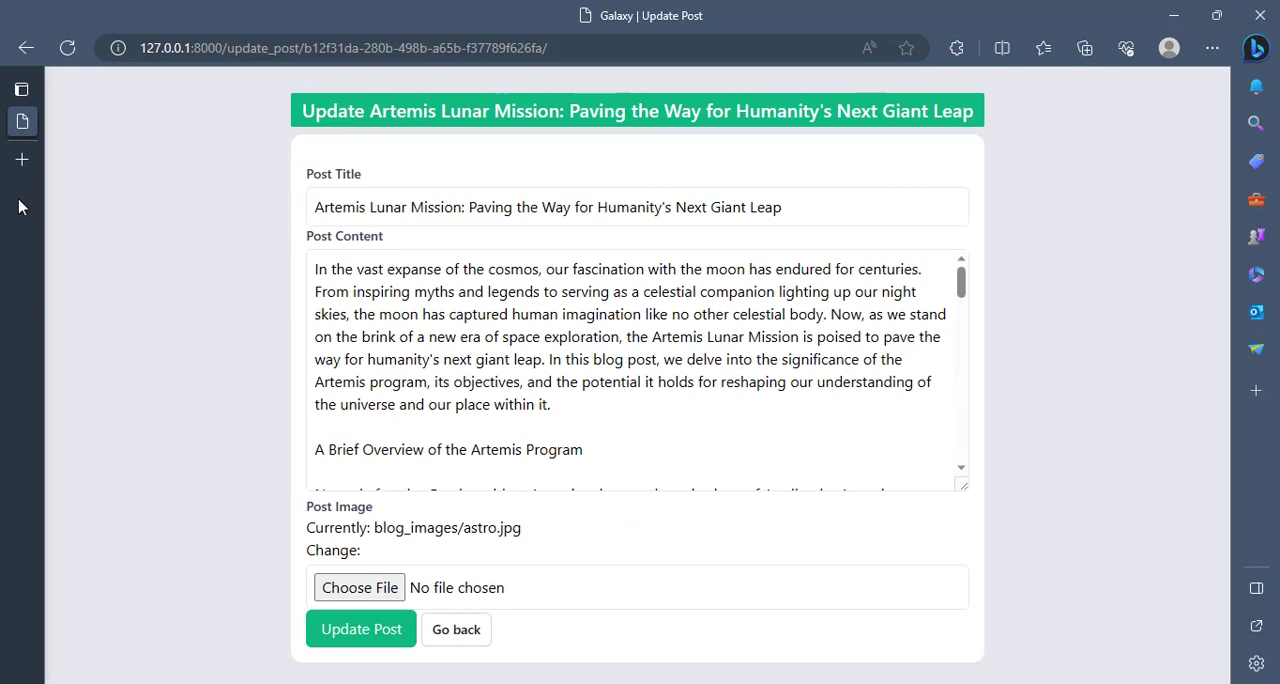 Galaxy | Update Post
127.0.0.1:8000/update_post/b12f31da-280b-498b-a65b-f37789f626fa/
Update Artemis Lunar Mission: Paving the Way for Humanity's Next Giant Leap
Post Title
Artemis Lunar Mission: Paving the Way for Humanity's Next Giant Leap
Post Content
In the vast expanse of the cosmos, our fascination with the moon has endured for centuries.
From inspiring myths and legends to serving as a celestial companion lighting up our night
skies, the moon has captured human imagination like no other celestial body. Now, as we stand
on the brink of a new era of space exploration, the Artemis Lunar Mission is poised to pave the
way for humanity's next giant leap. In this blog post, we delve into the significance of the
Artemis program, its objectives, and the potential it holds for reshaping our understanding of
the universe and our place within it.
A Brief Overview of the Artemis Program
Post Image
Currently: blog_images/astro.jpg
Change:
Choose File No file chosen
Update Post Go back